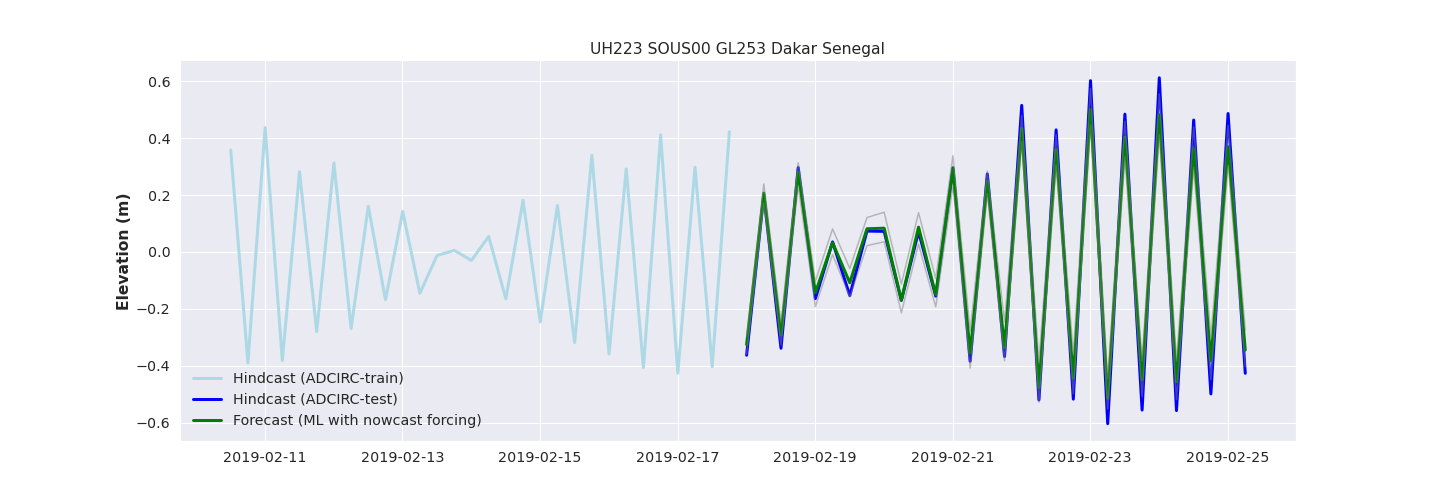 UH223 SOUS00 GL253 Dakar Senegal
Elevation (m)
0.6
0.4
0.2
0.0
−0.2
−0.4
−0.6
Hindcast (ADCIRC-train)
Hindcast (ADCIRC-test)
Forecast (ML with nowcast forcing)
2019-02-11 2019-02-13 2019-02-15 2019-02-17 2019-02-19 2019-02-21 2019-02-23 2019-02-25